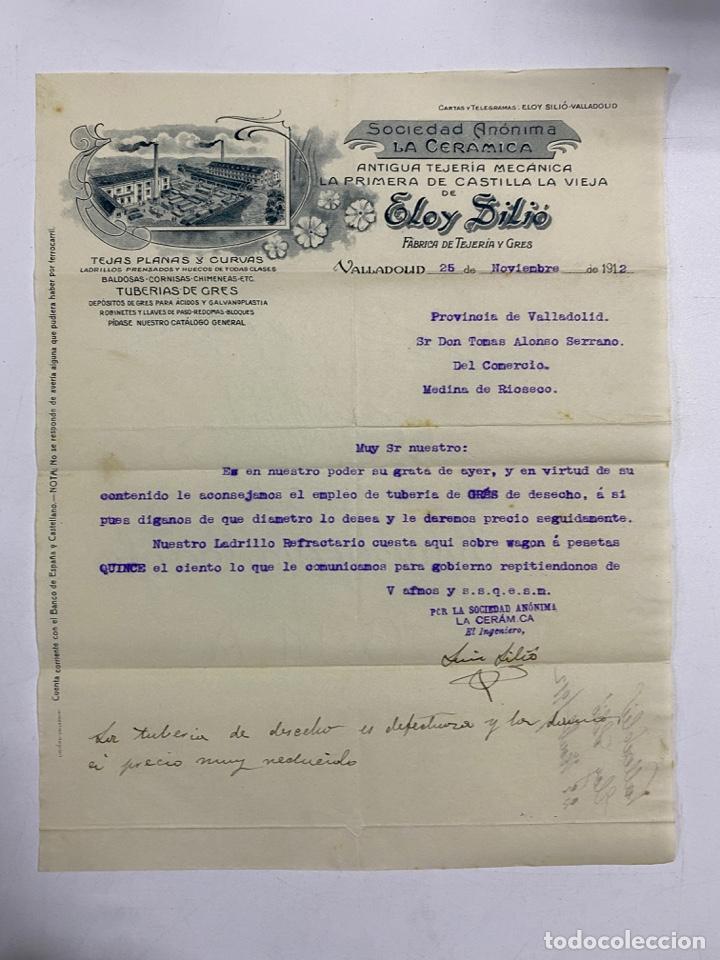 CARTAS Y TELEGRAMAS: ELOY SILIÓ-VALLADOLID
Sociedad Anónima
LA CERÁMICA
ANTIGUA TEJERÍA MECÁNICA
LA PRIMERA DE CASTILLA LA VIEJA
DE
Eloy Silió
FÁBRICA DE TEJERÍA Y GRES
TEJAS PLANAS Y CURVAS
LADRILLOS PRENSADOS Y HUECOS DE TODAS CLASES
BALDOSAS-CORNISAS-CHIMENEAS-ETC.
TUBERIAS DE GRES
DEPÓSITOS DE GRES PARA ÁCIDOS Y GALVANOPLASTIA
ROBINETES Y LLAVES DE PASO-REDOMAS-BLOQUES
PÍDASE NUESTRO CATÁLOGO GENERAL
VALLADOLID 25 de Noviembre de 1912
Provincia de Valladolid.
Sr Don Tomas Alonso Serrano.
Del Comercio.
Medina de Rioseco.
Muy Sr nuestro:
Es en nuestro poder su grata de ayer, y en virtud de su
contenido le aconsejamos el empleo de tuberia de GRÉS de desecho, á si
pues diganos de que diametro lo desea y le daremos precio seguidamente.
Nuestro Ladrillo Refractario cuesta aqui sobre wagon á pesetas
QUINCE el ciento lo que le comunicamos para gobierno repitiendonos de
V afmos y s.s.q.e.s.m.
POR LA SOCIEDAD ANÓNIMA
LA CERÁMICA
El Ingeniero,
Luis Silió
La tuberia de desecho es defectuosa y la damos
á precio muy reducido
Cuenta corriente con el Banco de España y Castellano.—NOTA: No se responde de avería alguna que pudiera haber por ferrocarril.
todocoleccion